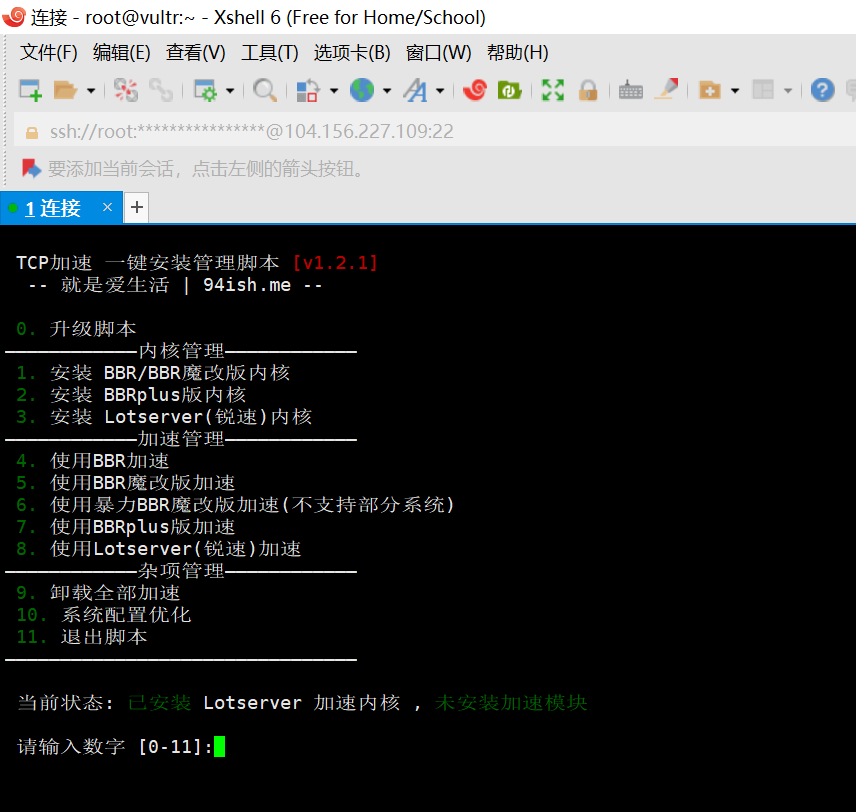 连接 - root@vultr:~ - Xshell 6 (Free for Home/School)
文件(F) 编辑(E) 查看(V) 工具(T) 选项卡(B) 窗口(W) 帮助(H)
ssh://root:****************@104.156.227.109:22
要添加当前会话，点击左侧的箭头按钮。
1 连接 × +
TCP加速 一键安装管理脚本 [v1.2.1]
-- 就是爱生活 | 94ish.me --
0. 升级脚本
————————————内核管理————————————
1. 安装 BBR/BBR魔改版内核
2. 安装 BBRplus版内核
3. 安装 Lotserver(锐速)内核
————————————加速管理————————————
4. 使用BBR加速
5. 使用BBR魔改版加速
6. 使用暴力BBR魔改版加速(不支持部分系统)
7. 使用BBRplus版加速
8. 使用Lotserver(锐速)加速
————————————杂项管理————————————
9. 卸载全部加速
10. 系统配置优化
11. 退出脚本
————————————————————————————————
当前状态: 已安装 Lotserver 加速内核 , 未安装加速模块
请输入数字 [0-11]: